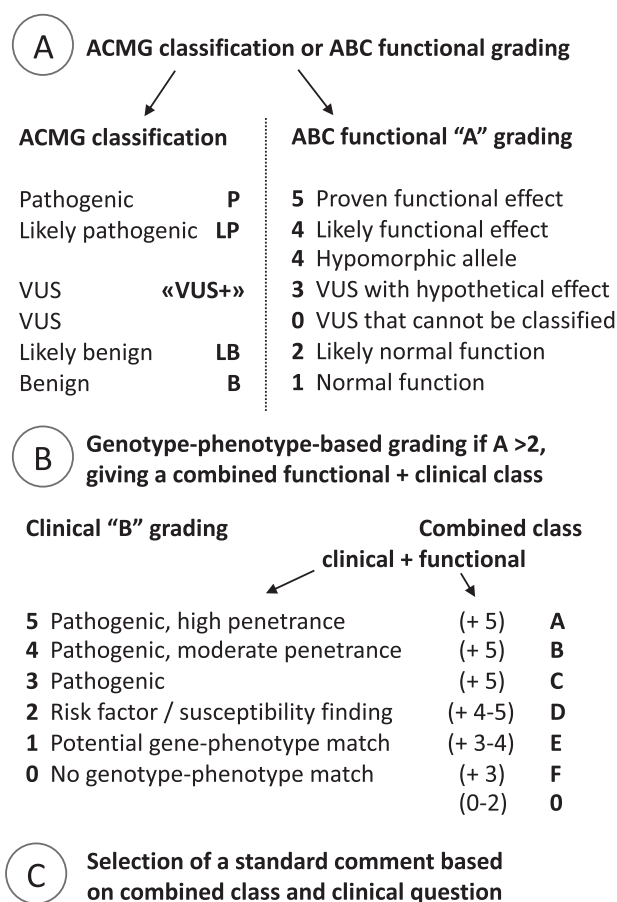 A ACMG classification or ABC functional grading
ACMG classification
Pathogenic P
Likely pathogenic LP
VUS «VUS+»
VUS
Likely benign LB
Benign B
ABC functional “A” grading
5 Proven functional effect
4 Likely functional effect
4 Hypomorphic allele
3 VUS with hypothetical effect
0 VUS that cannot be classified
2 Likely normal function
1 Normal function
B Genotype-phenotype-based grading if A >2,
giving a combined functional + clinical class
Clinical “B” grading Combined class
clinical + functional
5 Pathogenic, high penetrance (+ 5) A
4 Pathogenic, moderate penetrance (+ 5) B
3 Pathogenic (+ 5) C
2 Risk factor / susceptibility finding (+ 4-5) D
1 Potential gene-phenotype match (+ 3-4) E
0 No genotype-phenotype match (+ 3) F
(0-2) 0
C Selection of a standard comment based
on combined class and clinical question